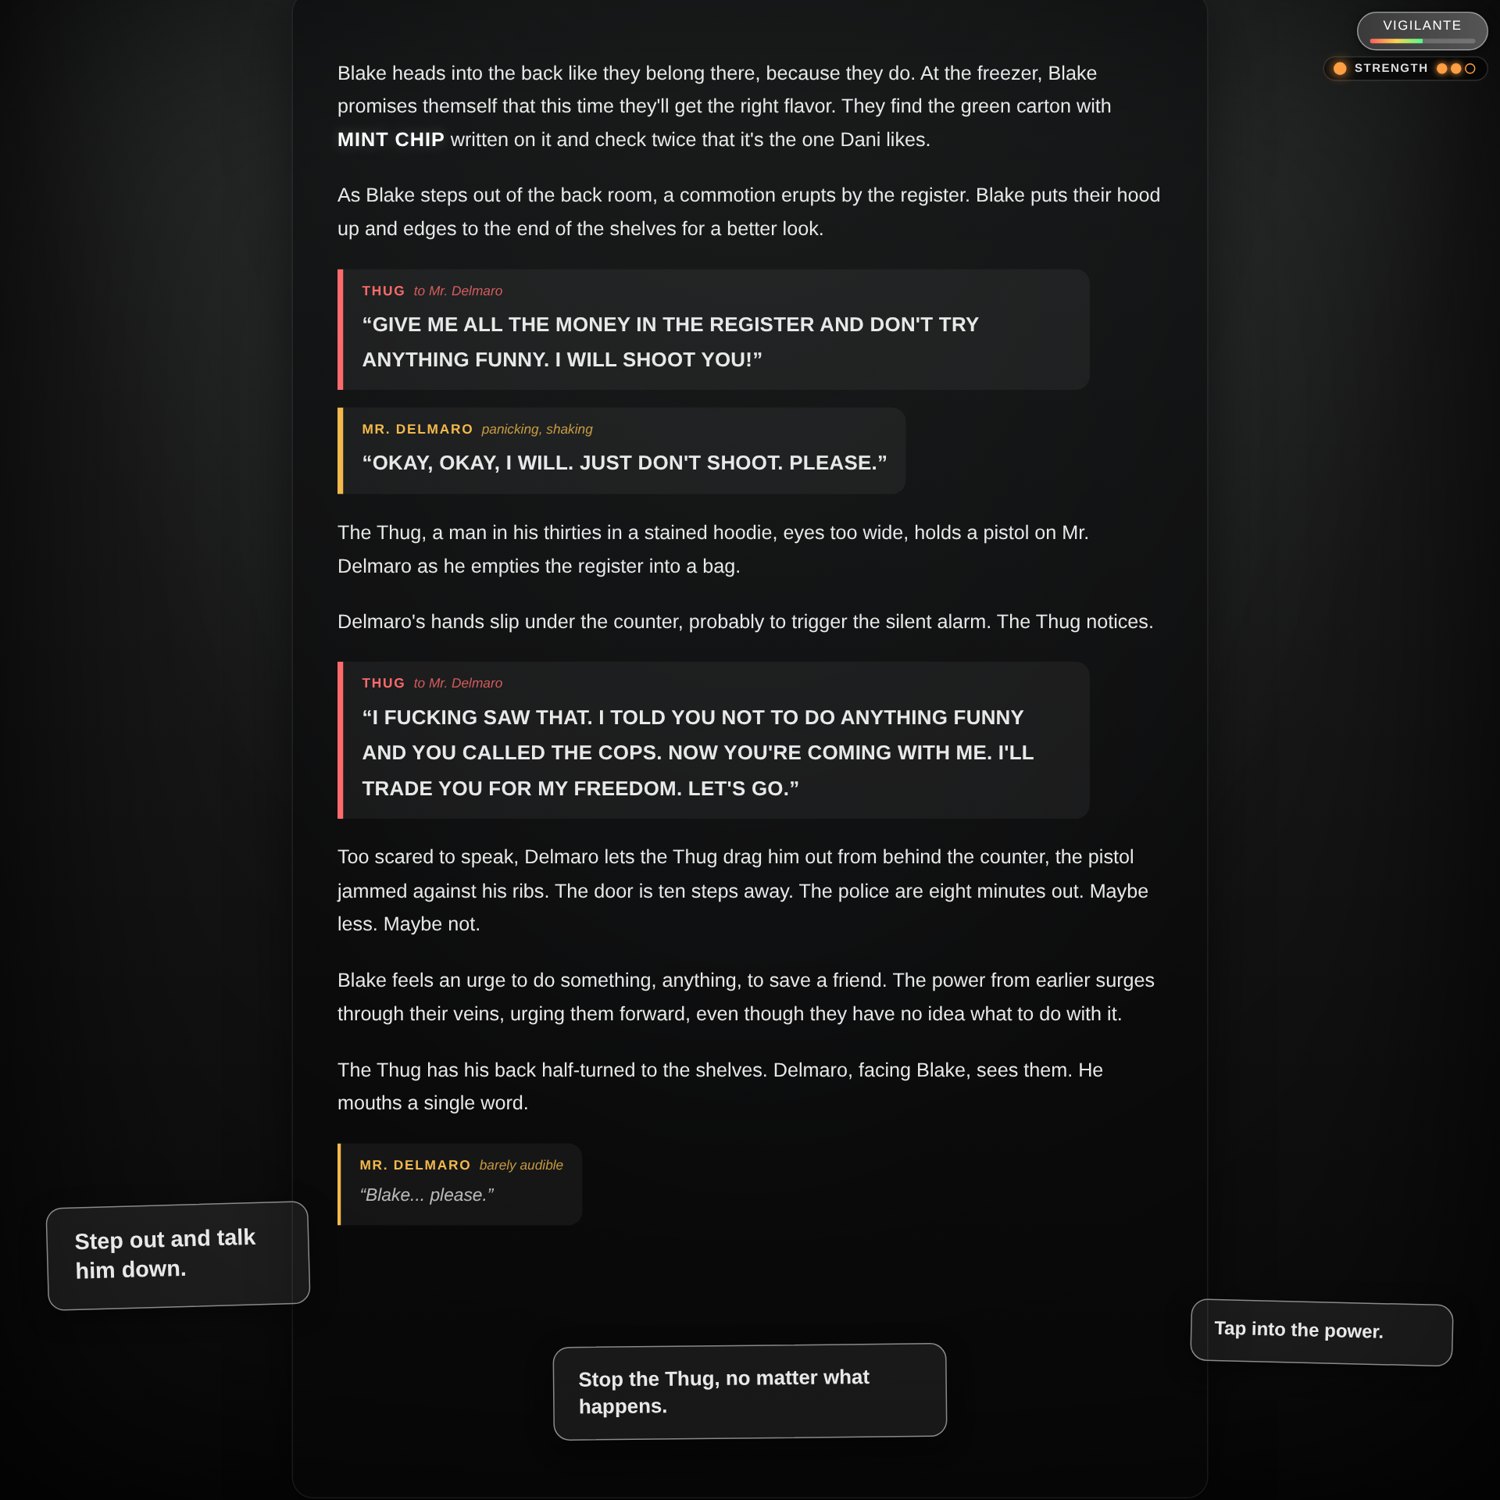 VIGILANTE
STRENGTH
Blake heads into the back like they belong there, because they do. At the freezer, Blake
promises themself that this time they'll get the right flavor. They find the green carton with
MINT CHIP written on it and check twice that it's the one Dani likes.
As Blake steps out of the back room, a commotion erupts by the register. Blake puts their hood
up and edges to the end of the shelves for a better look.
THUG to Mr. Delmaro
“GIVE ME ALL THE MONEY IN THE REGISTER AND DON'T TRY
ANYTHING FUNNY. I WILL SHOOT YOU!”
MR. DELMARO panicking, shaking
“OKAY, OKAY, I WILL. JUST DON'T SHOOT. PLEASE.”
The Thug, a man in his thirties in a stained hoodie, eyes too wide, holds a pistol on Mr.
Delmaro as he empties the register into a bag.
Delmaro's hands slip under the counter, probably to trigger the silent alarm. The Thug notices.
THUG to Mr. Delmaro
“I FUCKING SAW THAT. I TOLD YOU NOT TO DO ANYTHING FUNNY
AND YOU CALLED THE COPS. NOW YOU'RE COMING WITH ME. I'LL
TRADE YOU FOR MY FREEDOM. LET'S GO.”
Too scared to speak, Delmaro lets the Thug drag him out from behind the counter, the pistol
jammed against his ribs. The door is ten steps away. The police are eight minutes out. Maybe
less. Maybe not.
Blake feels an urge to do something, anything, to save a friend. The power from earlier surges
through their veins, urging them forward, even though they have no idea what to do with it.
The Thug has his back half-turned to the shelves. Delmaro, facing Blake, sees them. He
mouths a single word.
MR. DELMARO barely audible
“Blake... please.”
Step out and talk
him down.
Tap into the power.
Stop the Thug, no matter what
happens.